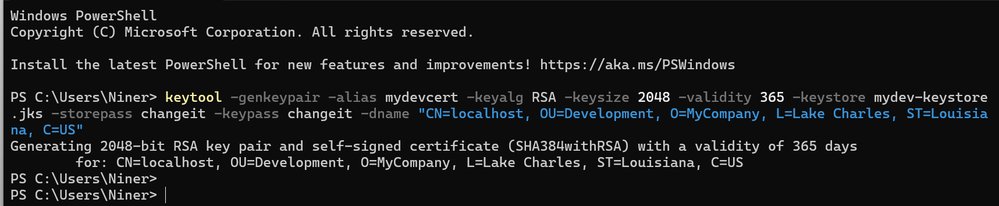 Windows PowerShell
Copyright (C) Microsoft Corporation. All rights reserved.
Install the latest PowerShell for new features and improvements! https://aka.ms/PSWindows
PS C:\Users\Niner> keytool -genkeypair -alias mydevcert -keyalg RSA -keysize 2048 -validity 365 -keystore mydev-keystore
.jks -storepass changeit -keypass changeit -dname "CN=localhost, OU=Development, O=MyCompany, L=Lake Charles, ST=Louisia
na, C=US"
Generating 2048-bit RSA key pair and self-signed certificate (SHA384withRSA) with a validity of 365 days
        for: CN=localhost, OU=Development, O=MyCompany, L=Lake Charles, ST=Louisiana, C=US
PS C:\Users\Niner>
PS C:\Users\Niner>